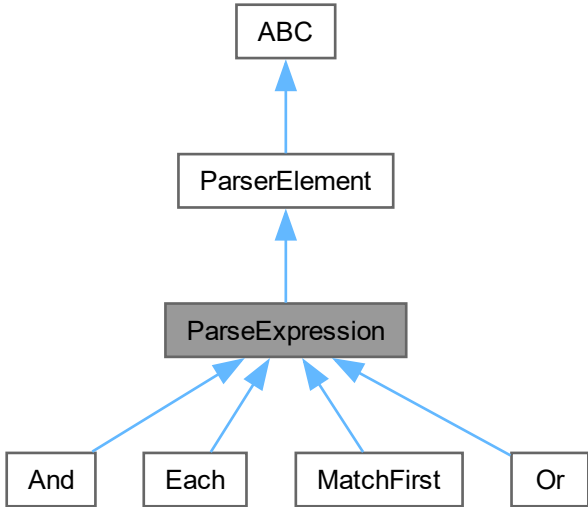 ABC
ParserElement
ParseExpression
And
Each
MatchFirst
Or